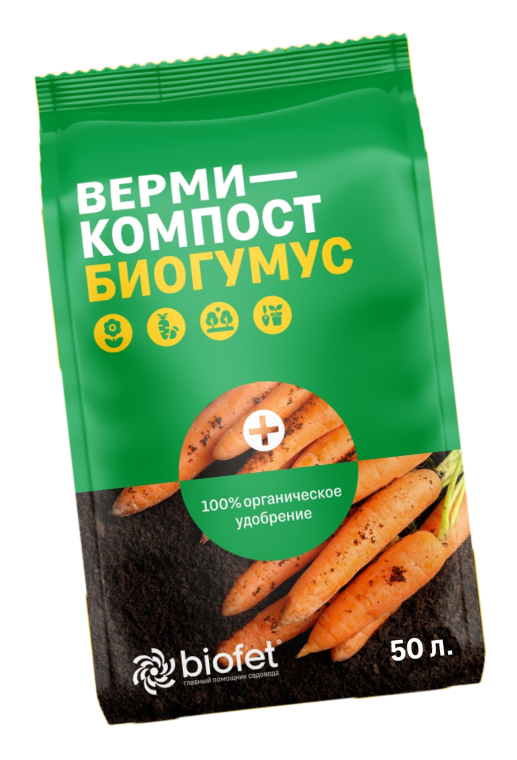 ВЕРМИ—
КОМПОСТ
БИОГУМУС
100% органическое
удобрение
biofet
главный помощник садовода
50 л.